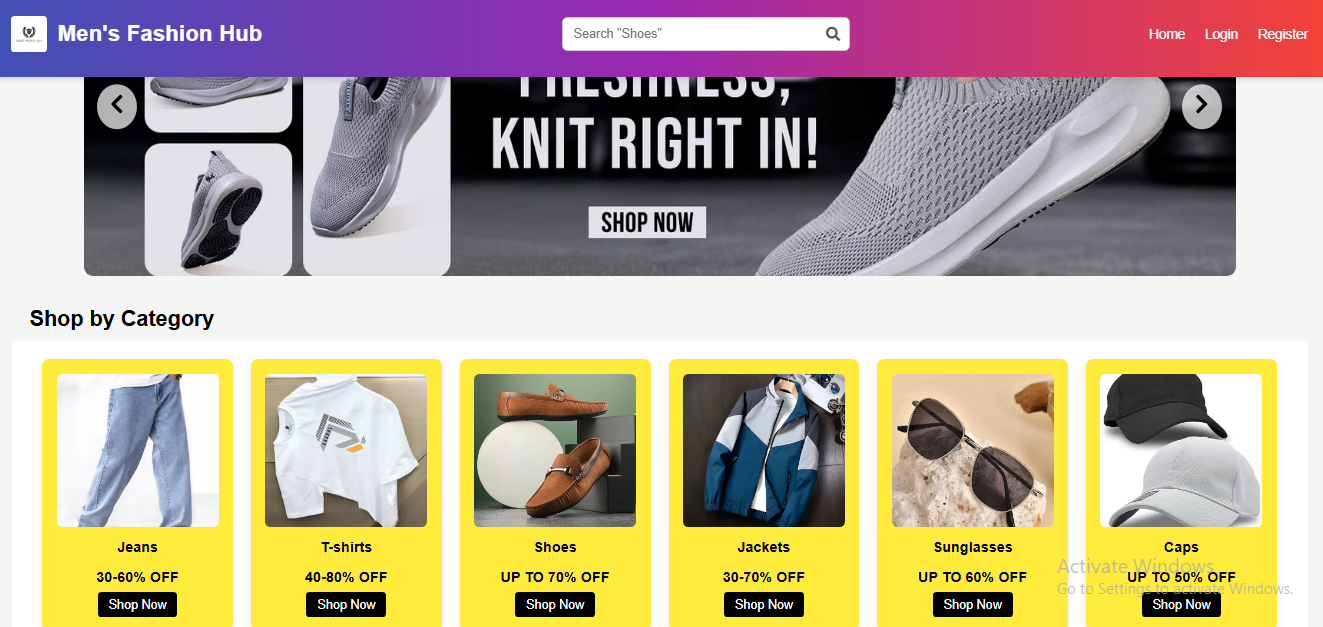 Men's Fashion Hub
Search "Shoes"
Home Login Register
FRESHNESS,
KNIT RIGHT IN!
SHOP NOW
Shop by Category
Jeans T-shirts Shoes Jackets Sunglasses Caps
30-60% OFF 40-80% OFF UP TO 70% OFF 30-70% OFF UP TO 60% OFF UP TO 50% OFF
Shop Now Shop Now Shop Now Shop Now Shop Now Shop Now
Activate Windows
Go to Settings to activate Windows.